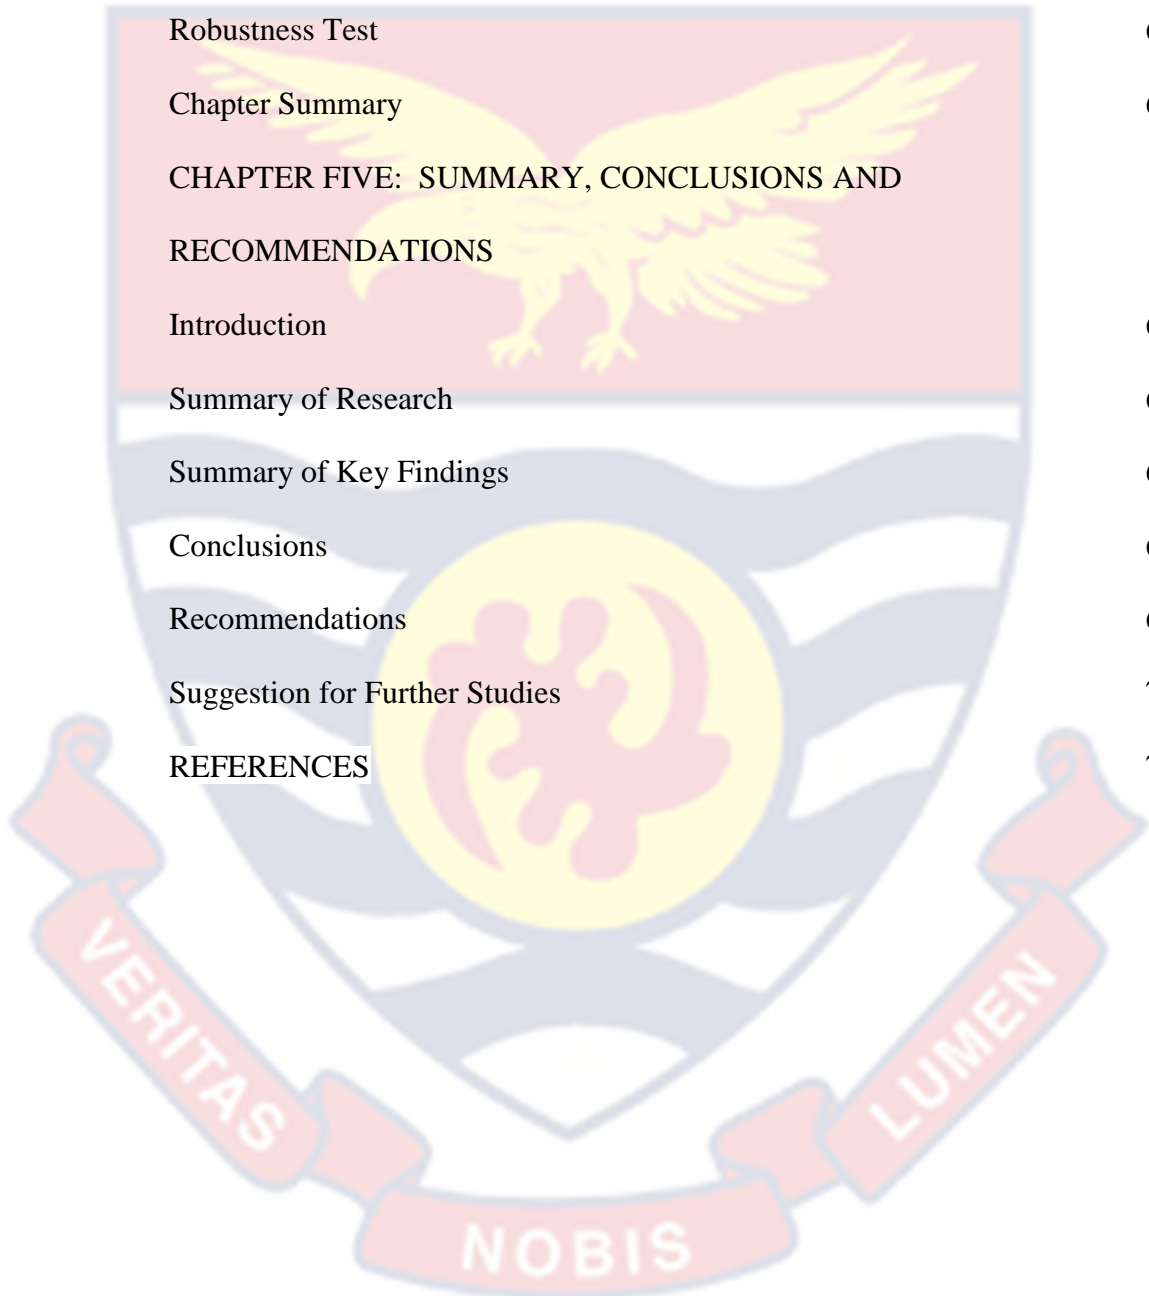 Robustness Test
Chapter Summary
CHAPTER FIVE: SUMMARY, CONCLUSIONS AND
RECOMMENDATIONS
Introduction
Summary of Research
Summary of Key Findings
Conclusions
Recommendations
Suggestion for Further Studies
REFERENCES
VERITAS
NOBIS
LUMEN